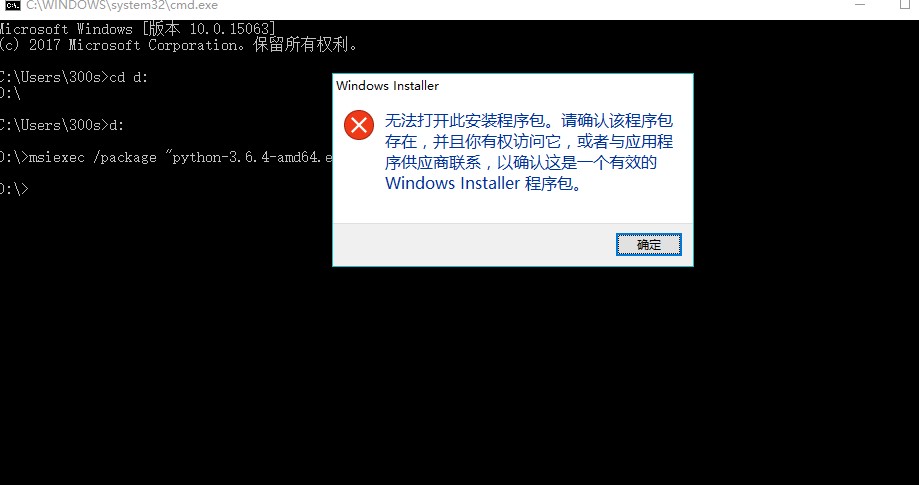 C:\WINDOWS\system32\cmd.exe
Microsoft Windows [版本 10.0.15063]
(c) 2017 Microsoft Corporation。保留所有权利。
C:\Users\300s>cd d:
D:\
C:\Users\300s>d:
D:\>msiexec /package "python-3.6.4-amd64.e
D:\>
Windows Installer
无法打开此安装程序包。请确认该程序包
存在，并且你有权访问它，或者与应用程
序供应商联系，以确认这是一个有效的
Windows Installer 程序包。
确定